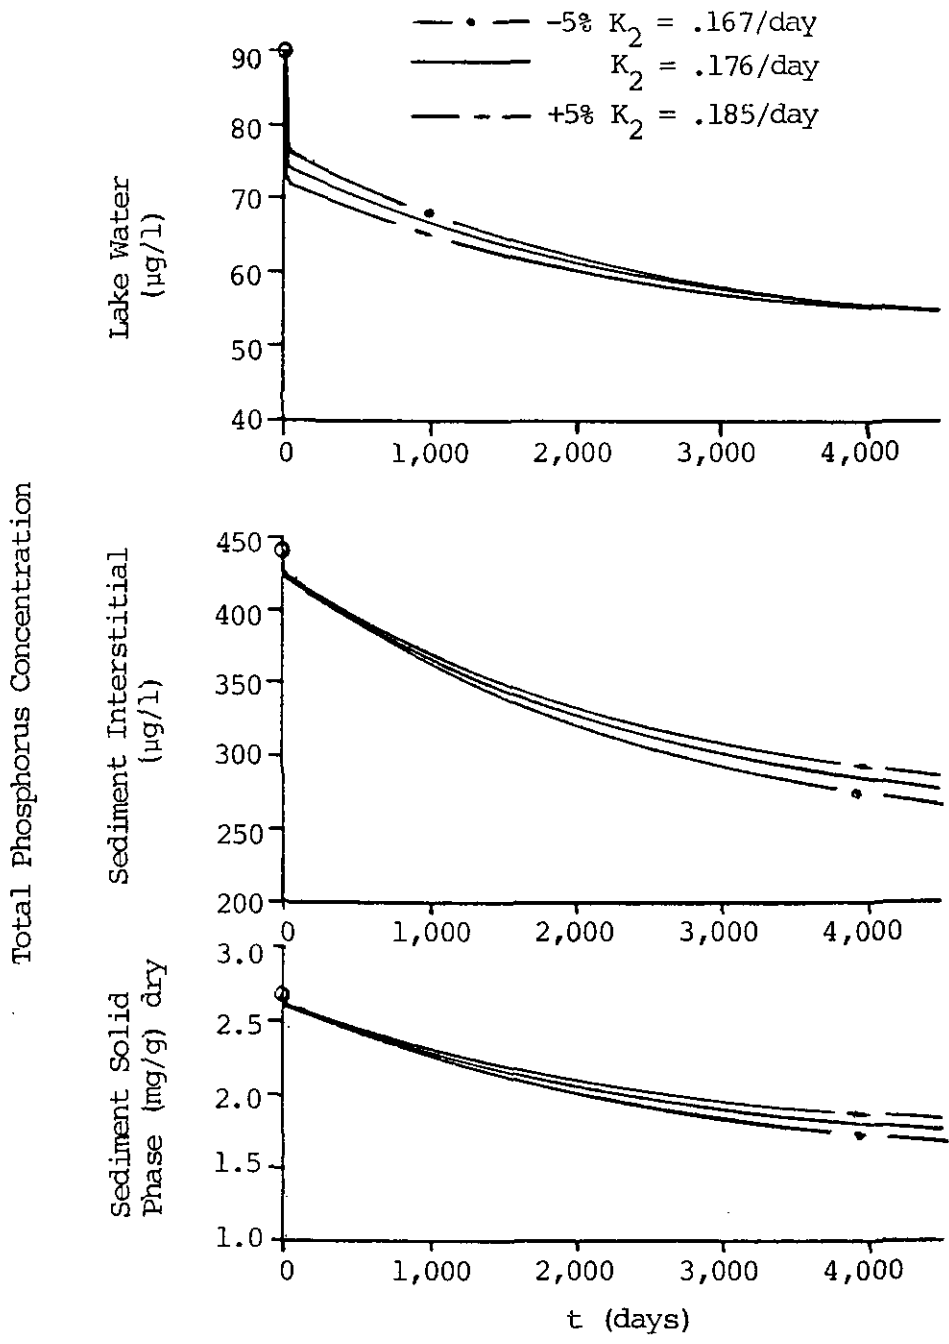 -5% K2 = .167/day
K2 = .176/day
+5% K2 = .185/day
Total Phosphorus Concentration
Lake Water
(µg/l)
90
80
70
60
50
40
0 1,000 2,000 3,000 4,000
Sediment Interstitial
(µg/l)
450
400
350
300
250
200
0 1,000 2,000 3,000 4,000
Sediment Solid
Phase (mg/g) dry
3.0
2.5
2.0
1.5
1.0
0 1,000 2,000 3,000 4,000
t (days)